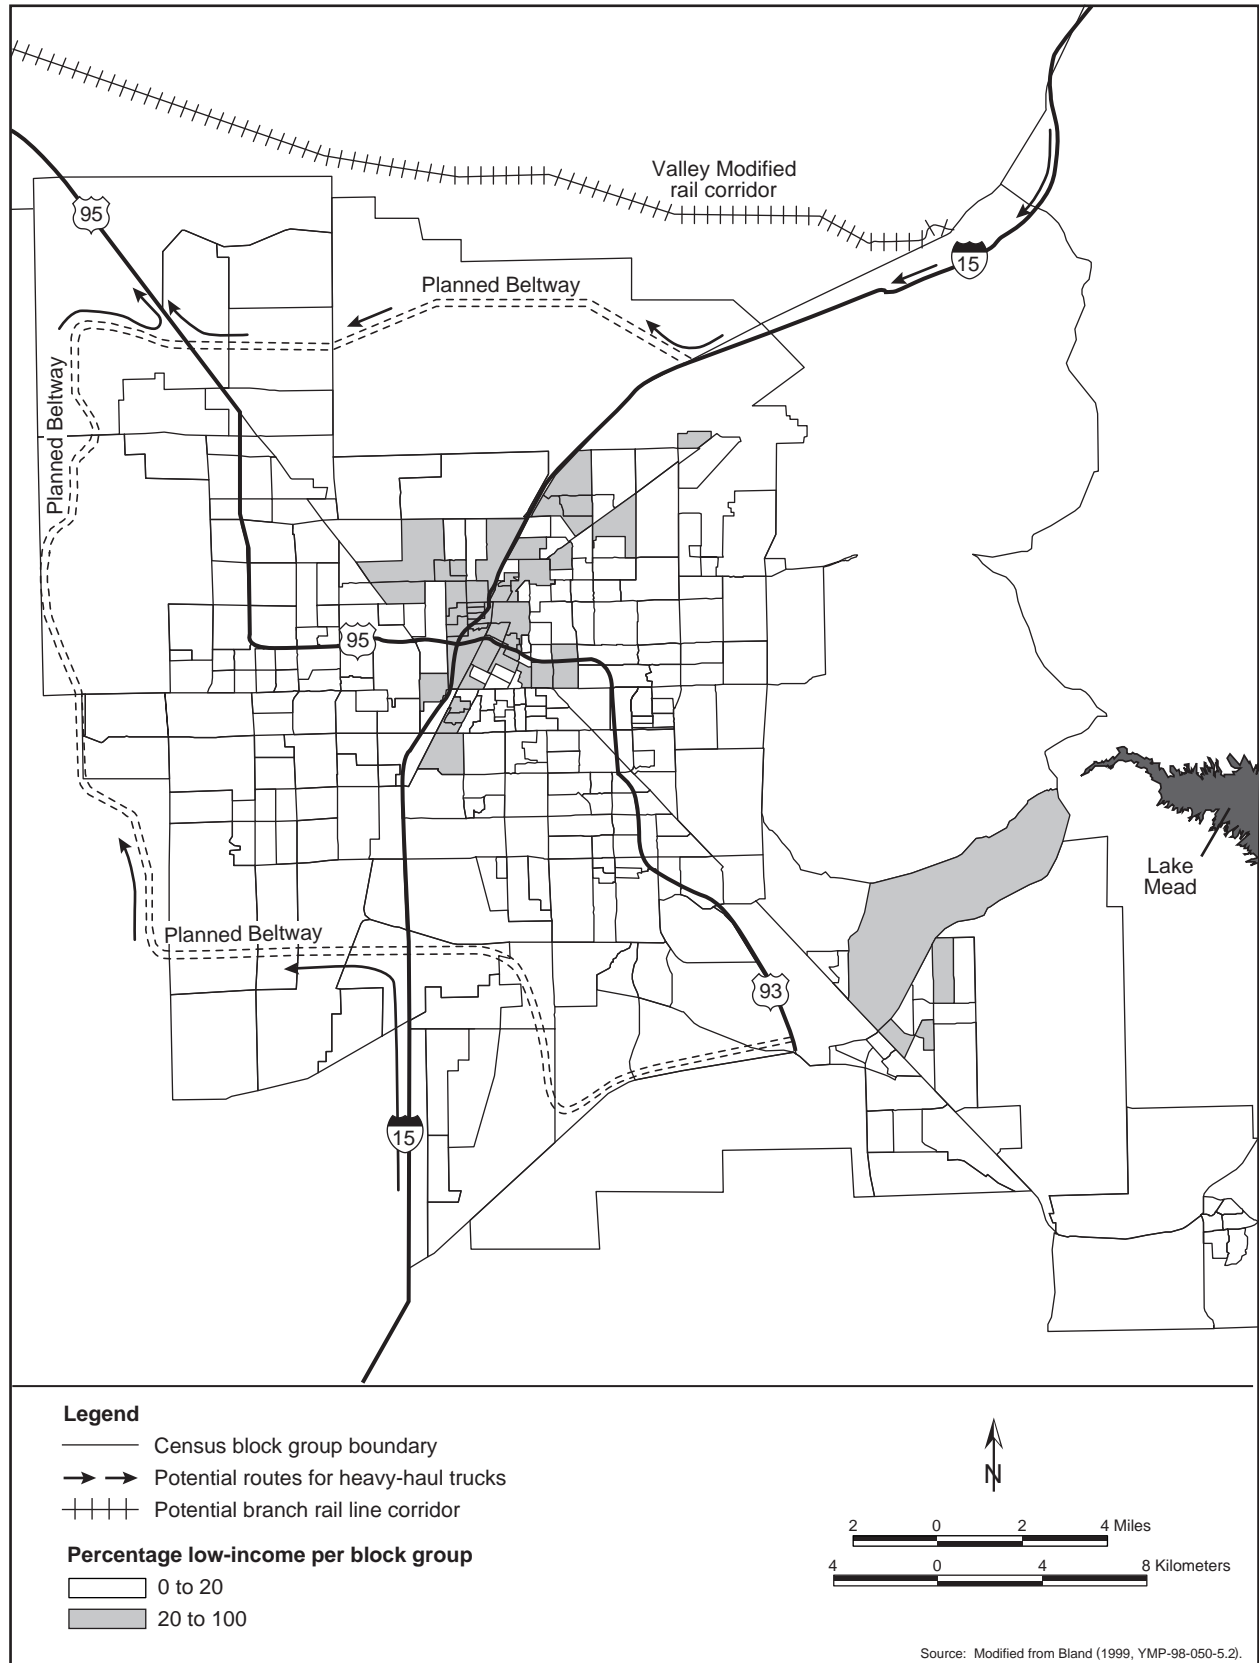 Valley Modified
rail corridor
95
15
Planned Beltway
Planned Beltway
Planned Beltway
95
Lake
Mead
Planned Beltway
93
15
Legend
Census block group boundary
Potential routes for heavy-haul trucks
Potential branch rail line corridor
Percentage low-income per block group
0 to 20
20 to 100
N
2 0 2 4 Miles
4 0 4 8 Kilometers
Source: Modified from Bland (1999, YMP-98-050-5.2).